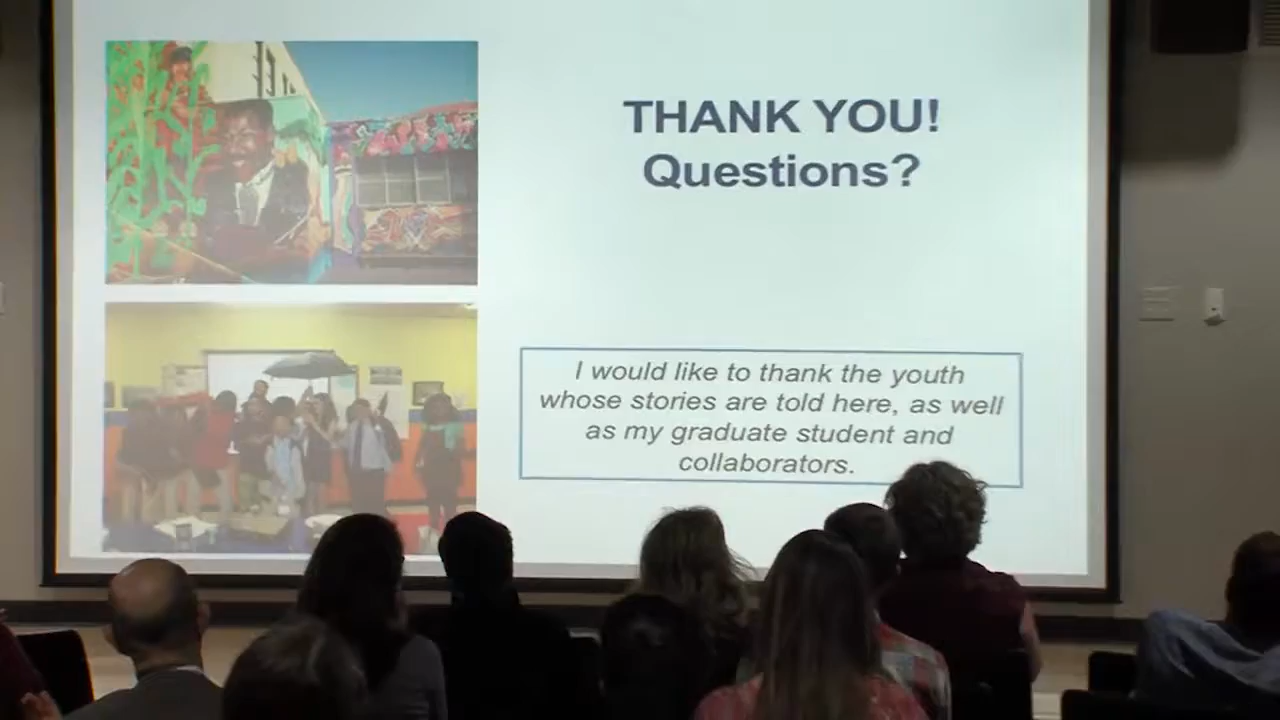 THANK YOU!
Questions?
I would like to thank the youth
whose stories are told here, as well
as my graduate student and
collaborators.